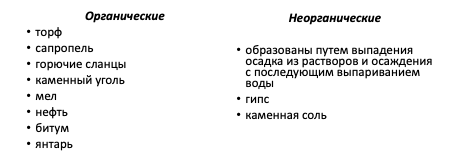 Органические
• торф
• сапропель
• горючие сланцы
• каменный уголь
• мел
• нефть
• битум
• янтарь
Неорганические
• образованы путем выпадения
осадка из растворов и осаждения
с последующим выпариванием
воды
• гипс
• каменная соль